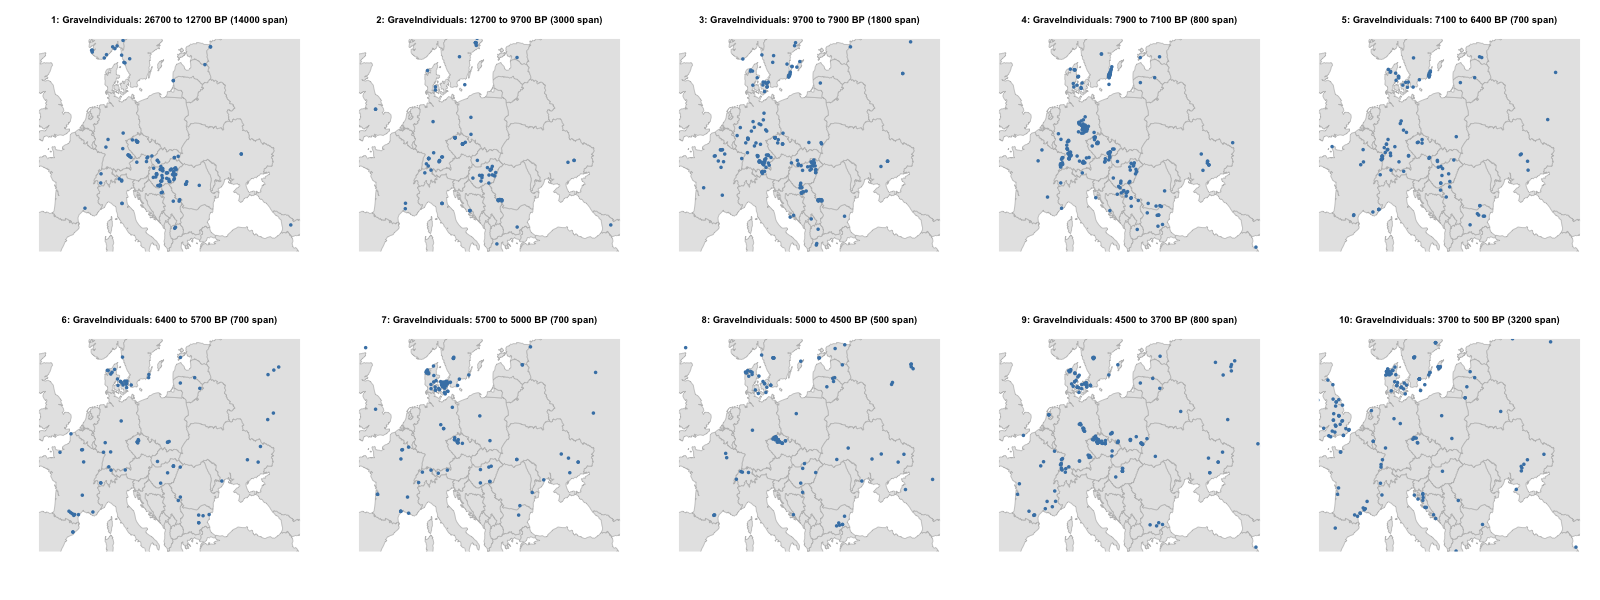 1: GraveIndividuals: 26700 to 12700 BP (14000 span)
2: GraveIndividuals: 12700 to 9700 BP (3000 span)
3: GraveIndividuals: 9700 to 7900 BP (1800 span)
4: GraveIndividuals: 7900 to 7100 BP (800 span)
5: GraveIndividuals: 7100 to 6400 BP (700 span)
6: GraveIndividuals: 6400 to 5700 BP (700 span)
7: GraveIndividuals: 5700 to 5000 BP (700 span)
8: GraveIndividuals: 5000 to 4500 BP (500 span)
9: GraveIndividuals: 4500 to 3700 BP (800 span)
10: GraveIndividuals: 3700 to 500 BP (3200 span)